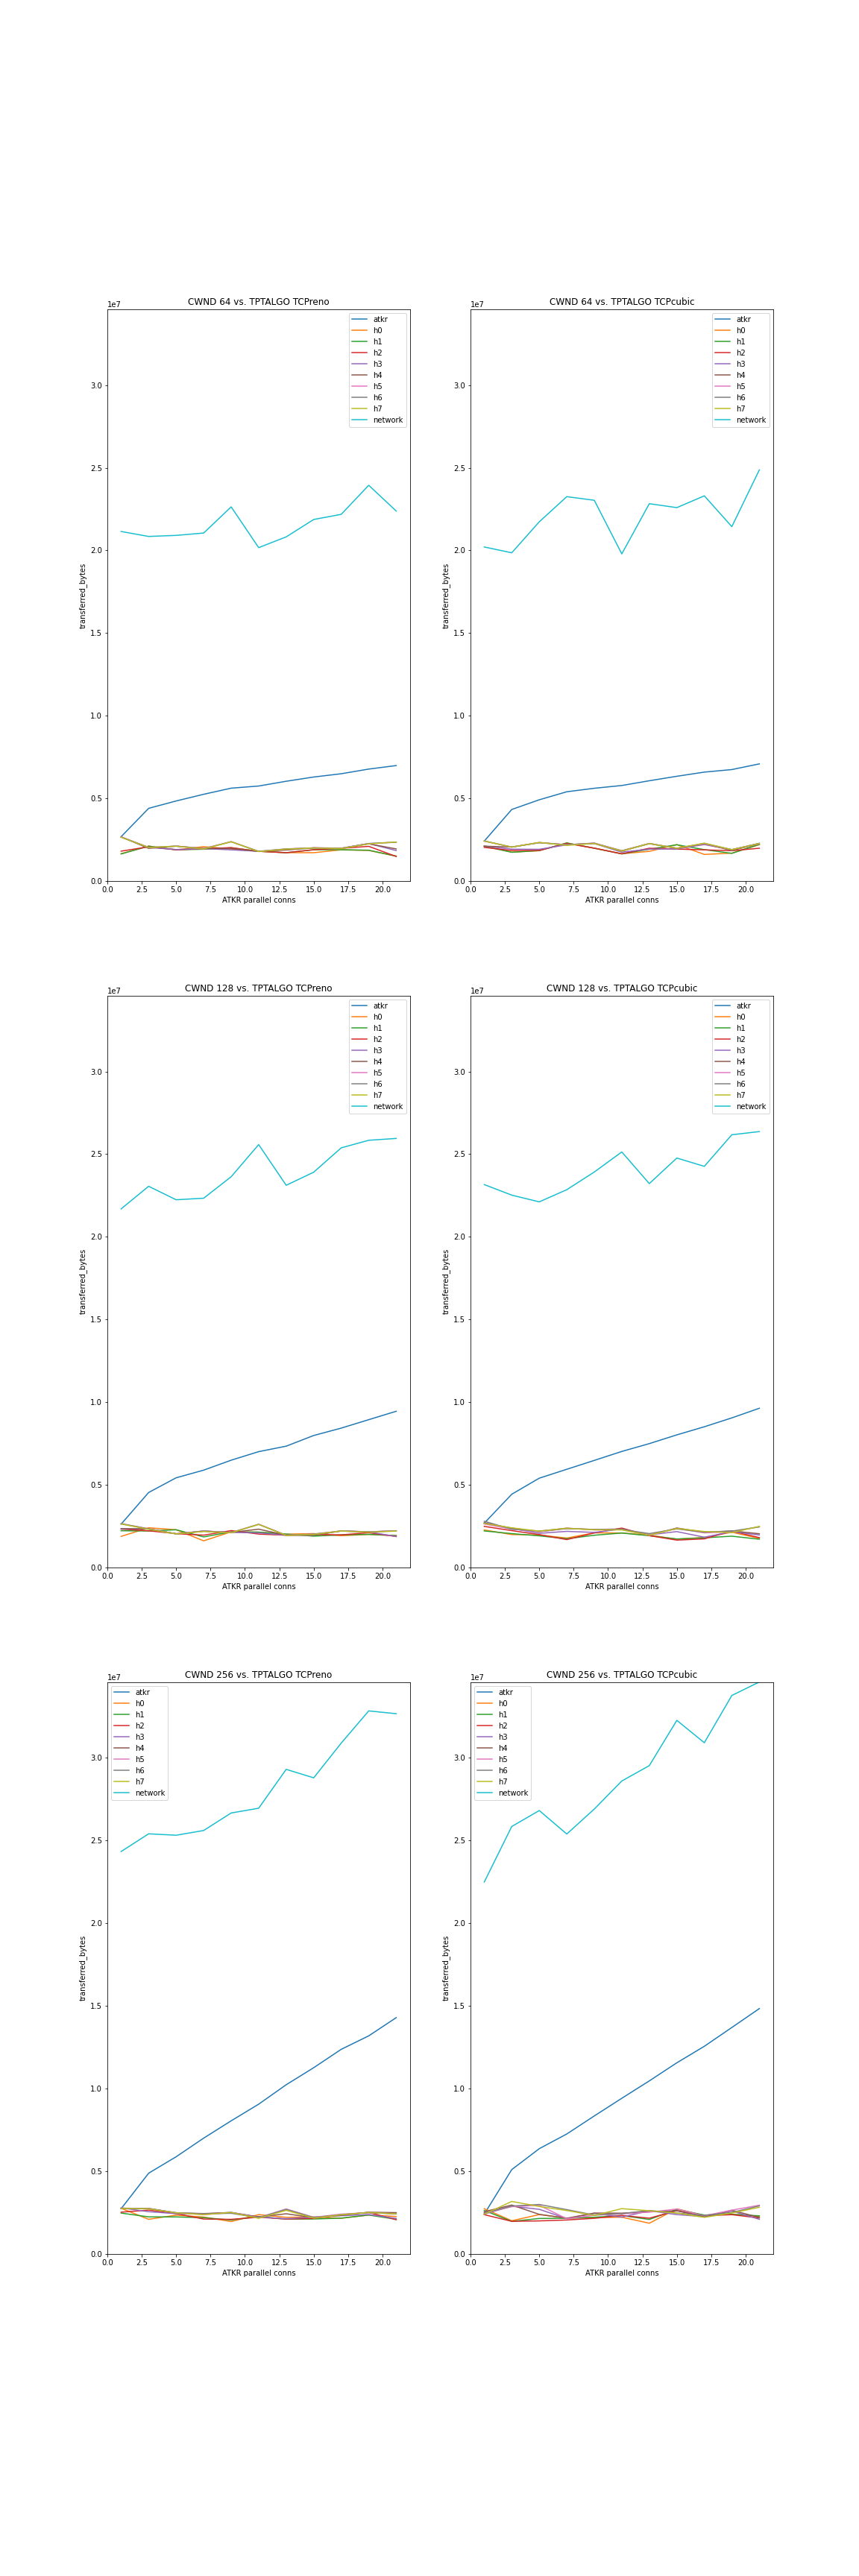 CWND 64 vs. TPTALGO TCPreno
1e7
transferred_bytes
3.0
2.5
2.0
1.5
1.0
0.5
0.0
0.0 2.5 5.0 7.5 10.0 12.5 15.0 17.5 20.0
ATKR parallel conns
atkr
h0
h1
h2
h3
h4
h5
h6
h7
network
CWND 64 vs. TPTALGO TCPcubic
1e7
transferred_bytes
3.0
2.5
2.0
1.5
1.0
0.5
0.0
0.0 2.5 5.0 7.5 10.0 12.5 15.0 17.5 20.0
ATKR parallel conns
atkr
h0
h1
h2
h3
h4
h5
h6
h7
network
CWND 128 vs. TPTALGO TCPreno
1e7
transferred_bytes
3.0
2.5
2.0
1.5
1.0
0.5
0.0
0.0 2.5 5.0 7.5 10.0 12.5 15.0 17.5 20.0
ATKR parallel conns
atkr
h0
h1
h2
h3
h4
h5
h6
h7
network
CWND 128 vs. TPTALGO TCPcubic
1e7
transferred_bytes
3.0
2.5
2.0
1.5
1.0
0.5
0.0
0.0 2.5 5.0 7.5 10.0 12.5 15.0 17.5 20.0
ATKR parallel conns
atkr
h0
h1
h2
h3
h4
h5
h6
h7
network
CWND 256 vs. TPTALGO TCPreno
1e7
transferred_bytes
3.0
2.5
2.0
1.5
1.0
0.5
0.0
0.0 2.5 5.0 7.5 10.0 12.5 15.0 17.5 20.0
ATKR parallel conns
atkr
h0
h1
h2
h3
h4
h5
h6
h7
network
CWND 256 vs. TPTALGO TCPcubic
1e7
transferred_bytes
3.0
2.5
2.0
1.5
1.0
0.5
0.0
0.0 2.5 5.0 7.5 10.0 12.5 15.0 17.5 20.0
ATKR parallel conns
atkr
h0
h1
h2
h3
h4
h5
h6
h7
network